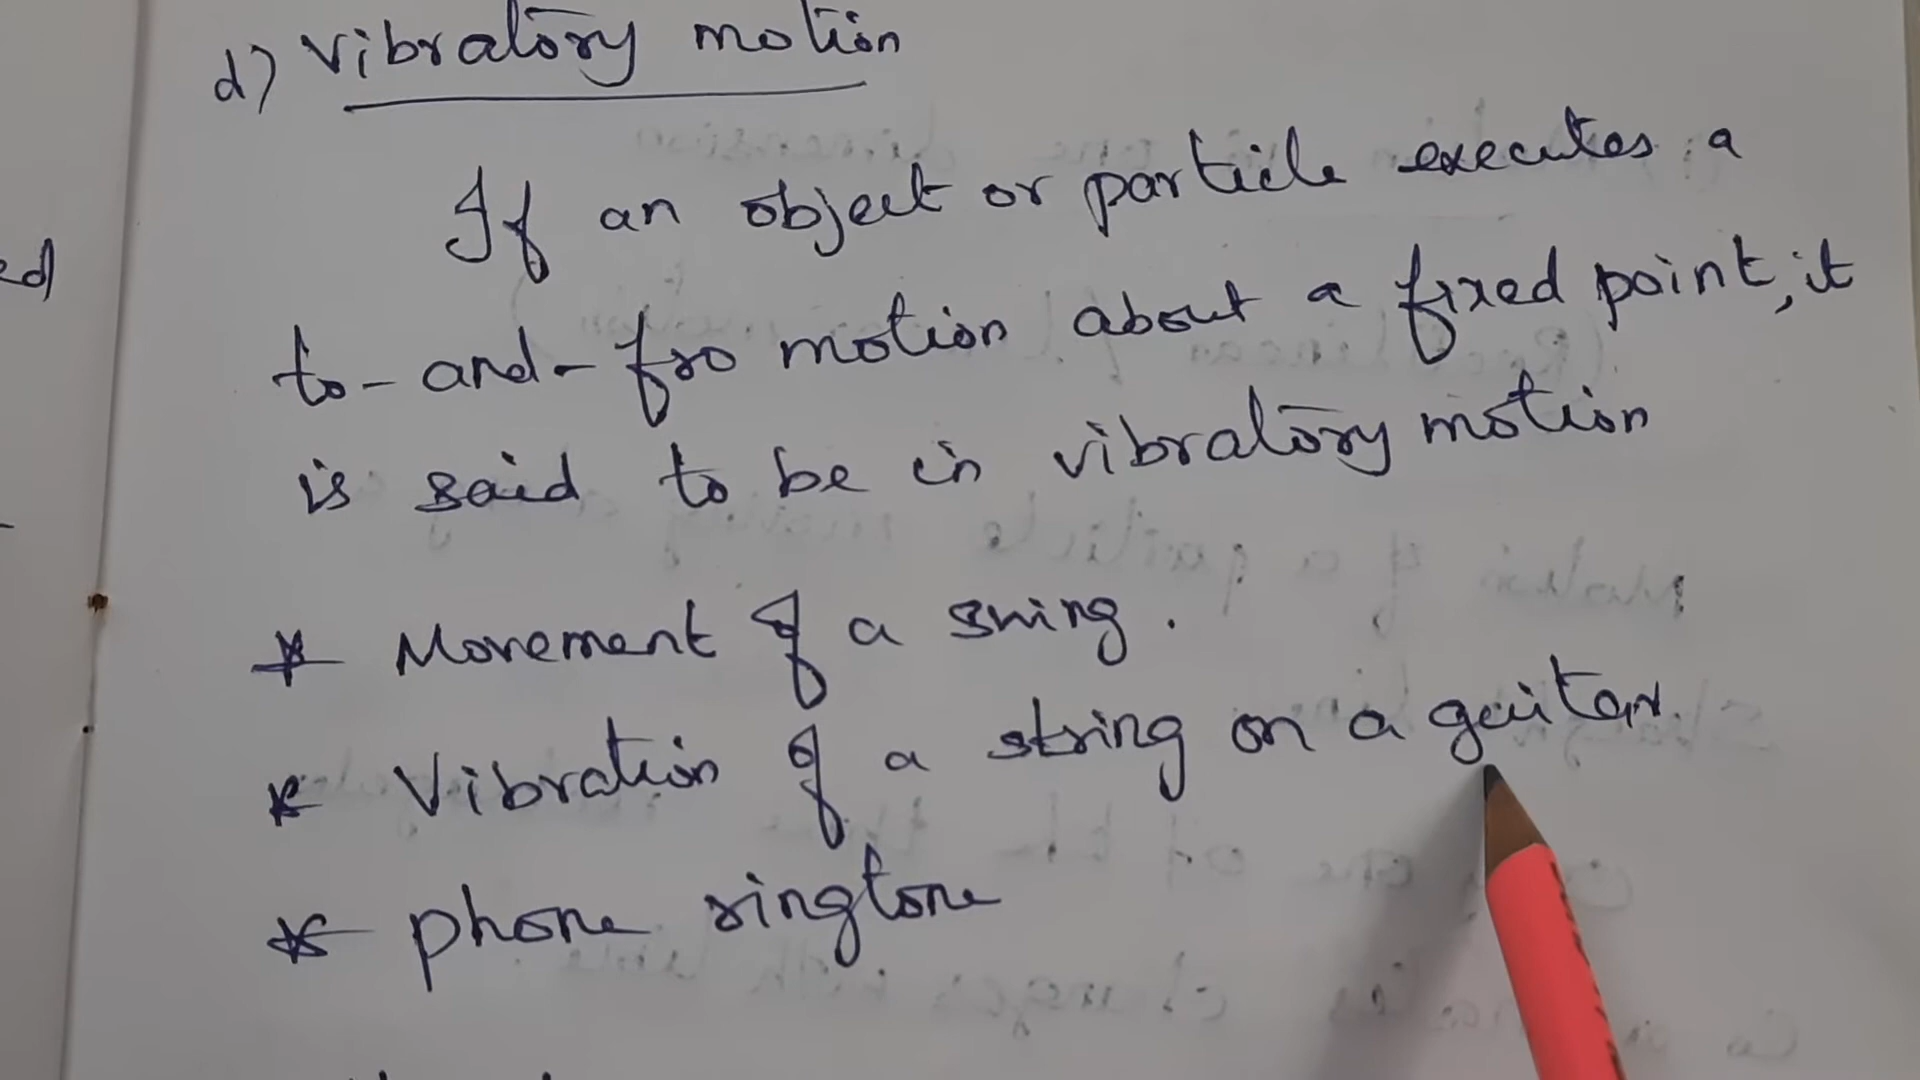 d) Vibratory motion
If an object or particle executes a
to-and-fro motion about a fixed point, it
is said to be in vibratory motion
* Movement of a swing.
* Vibration of a string on a guitar.
* phone ringtone